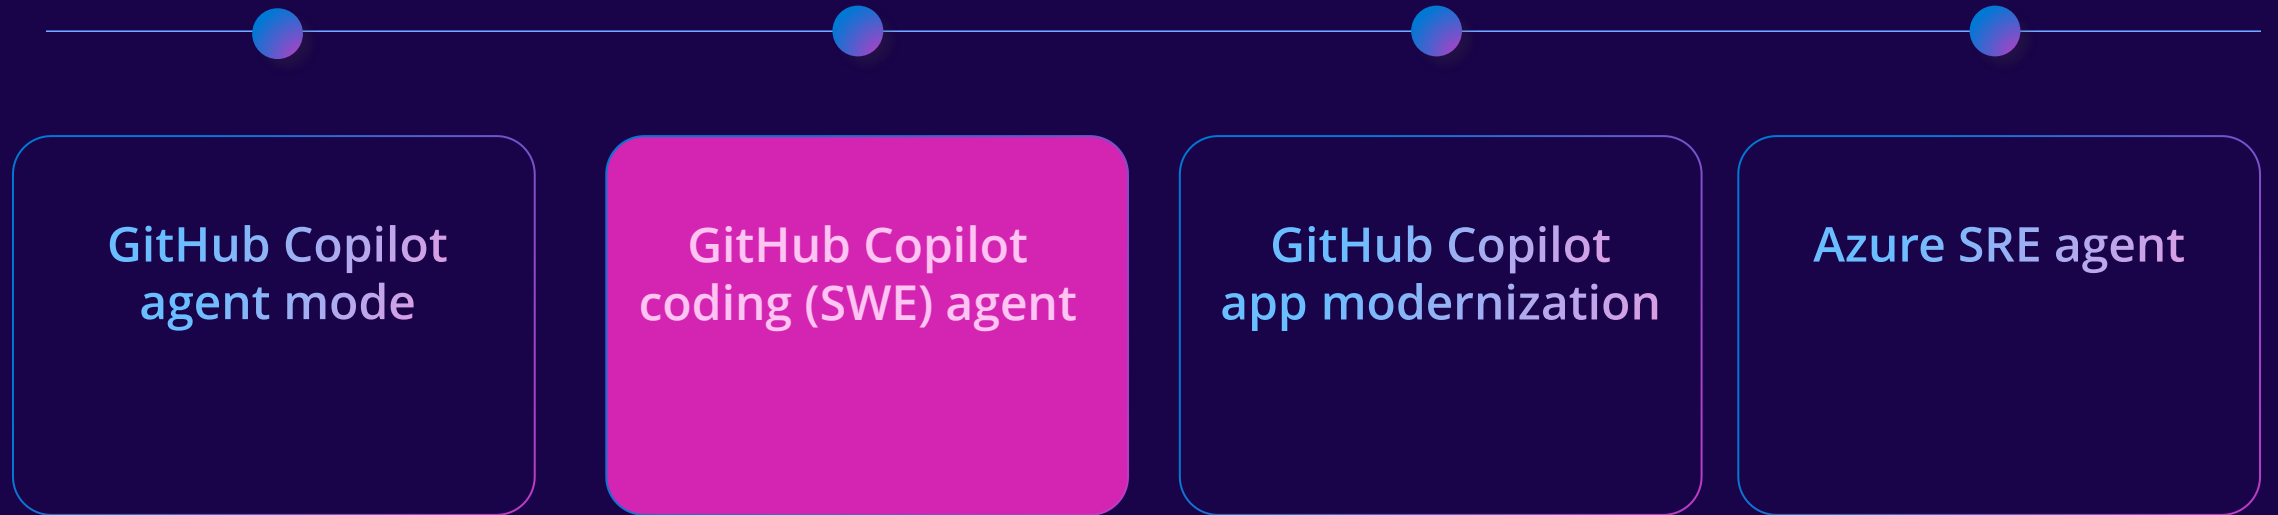 GitHub Copilot
agent mode
GitHub Copilot
coding (SWE) agent
GitHub Copilot
app modernization
Azure SRE agent